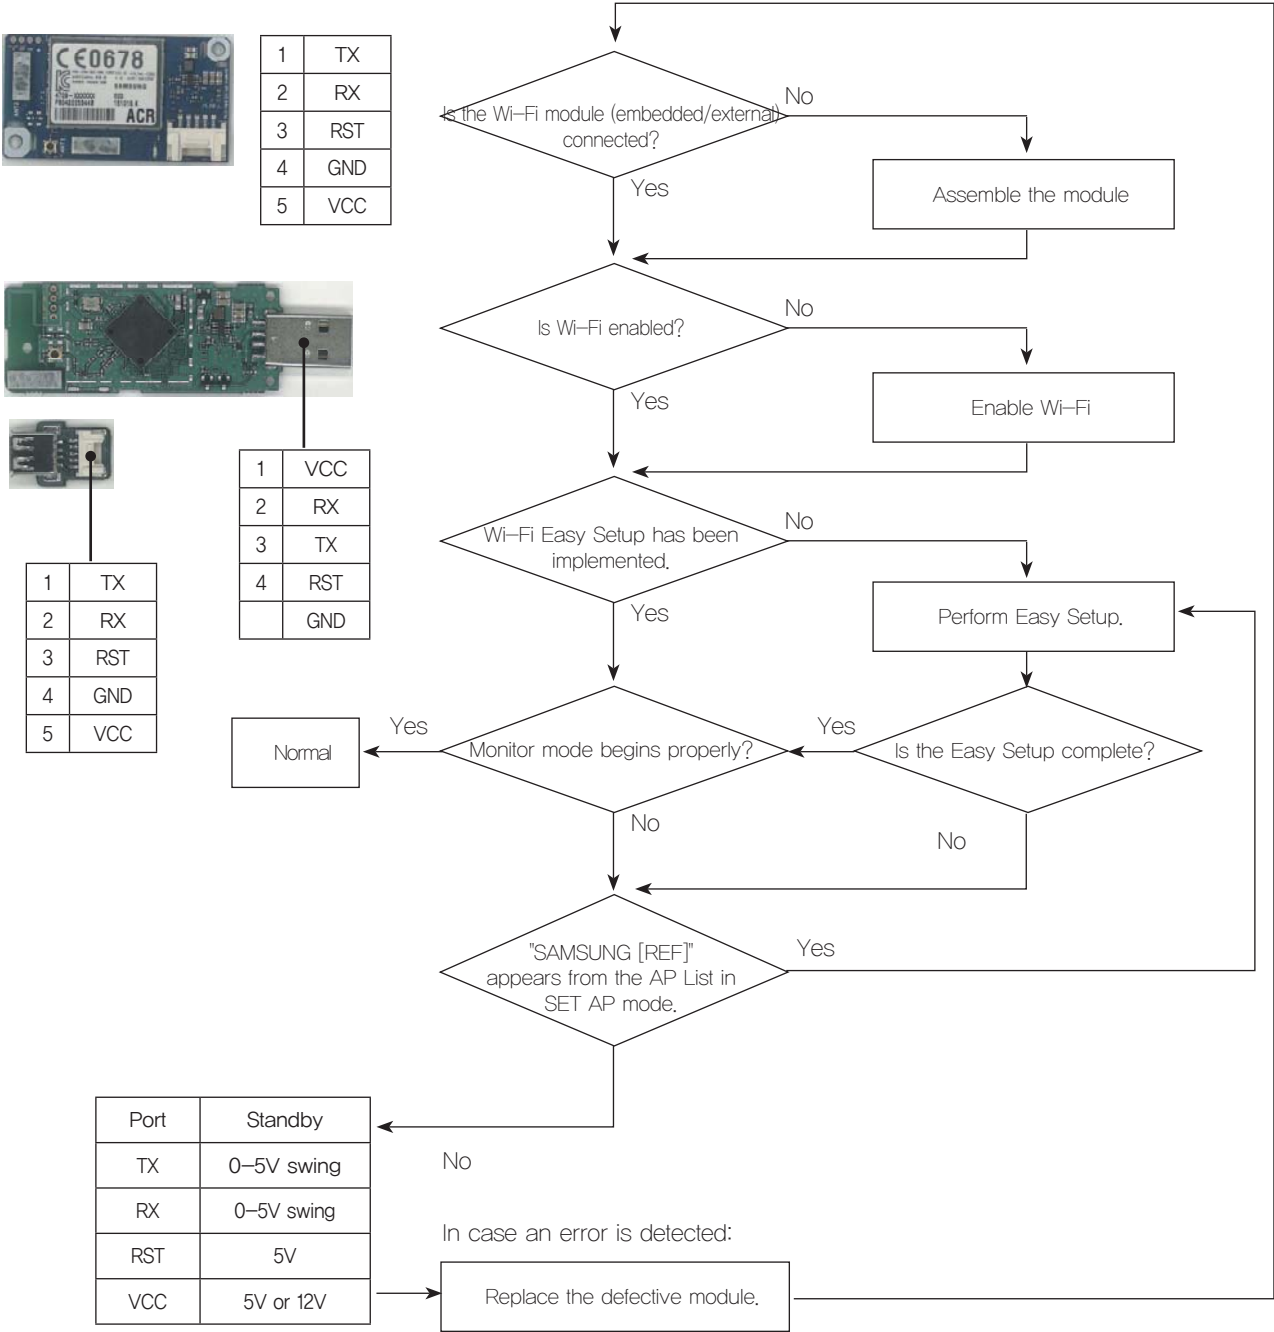 CE0678
SAMSUNG
ACR
1 TX
2 RX
3 RST
4 GND
5 VCC
Is the Wi-Fi module (embedded/external)
connected?
No
Yes
Assemble the module
Is Wi-Fi enabled?
No
Yes
Enable Wi-Fi
1 VCC
2 RX
3 TX
4 RST
GND
1 TX
2 RX
3 RST
4 GND
5 VCC
Wi-Fi Easy Setup has been
implemented.
No
Yes
Perform Easy Setup.
Normal
Yes
Monitor mode begins properly?
Yes
Is the Easy Setup complete?
No
No
"SAMSUNG [REF]"
appears from the AP List in
SET AP mode.
Yes
No
Port Standby
TX 0-5V swing
RX 0-5V swing
RST 5V
VCC 5V or 12V
In case an error is detected:
Replace the defective module.